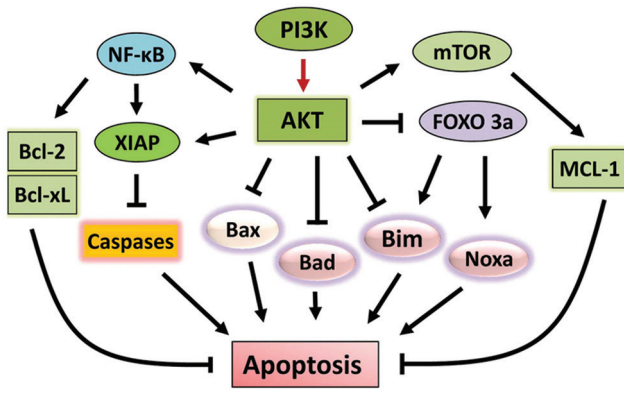 PI3K
NF-κB
mTOR
AKT
FOXO 3a
XIAP
Bcl-2
Bcl-xL
MCL-1
Caspases
Bax
Bad
Bim
Noxa
Apoptosis